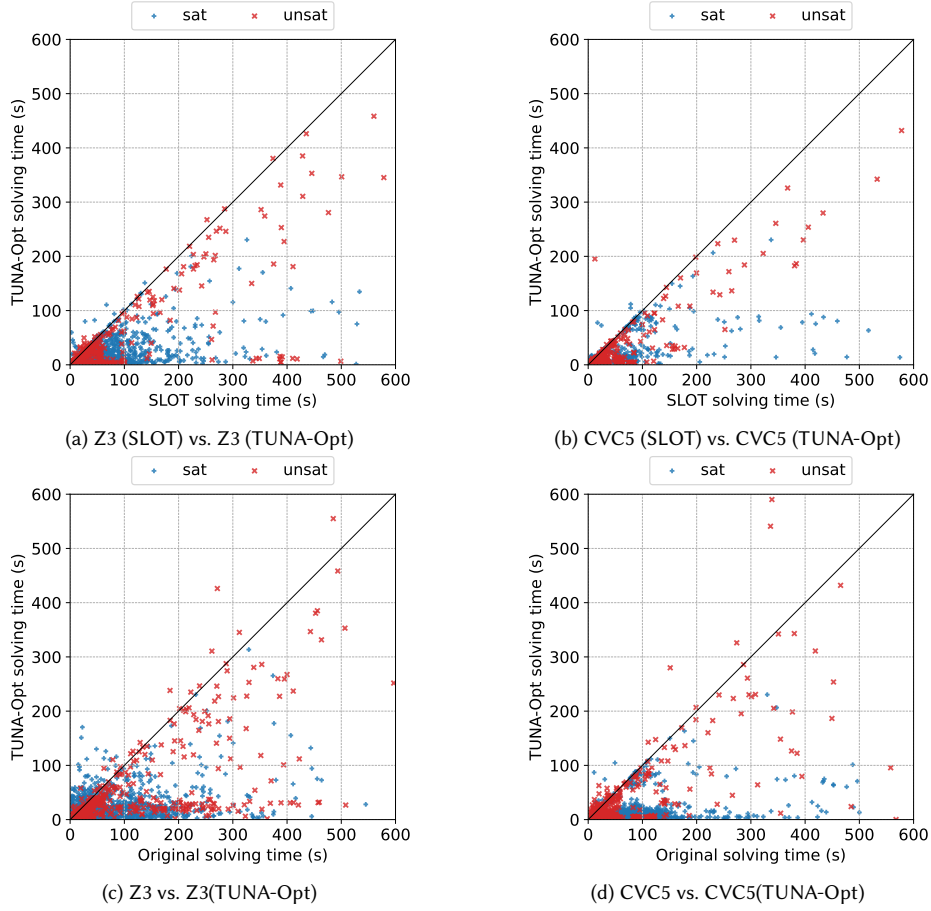 sat unsat
600
500
400
300
200
100
0
TUNA-Opt solving time (s)
0 100 200 300 400 500 600
SLOT solving time (s)
(a) Z3 (SLOT) vs. Z3 (TUNA-Opt)
sat unsat
600
500
400
300
200
100
0
TUNA-Opt solving time (s)
0 100 200 300 400 500 600
SLOT solving time (s)
(b) CVC5 (SLOT) vs. CVC5 (TUNA-Opt)
sat unsat
600
500
400
300
200
100
0
TUNA-Opt solving time (s)
0 100 200 300 400 500 600
Original solving time (s)
(c) Z3 vs. Z3(TUNA-Opt)
sat unsat
600
500
400
300
200
100
0
TUNA-Opt solving time (s)
0 100 200 300 400 500 600
Original solving time (s)
(d) CVC5 vs. CVC5(TUNA-Opt)